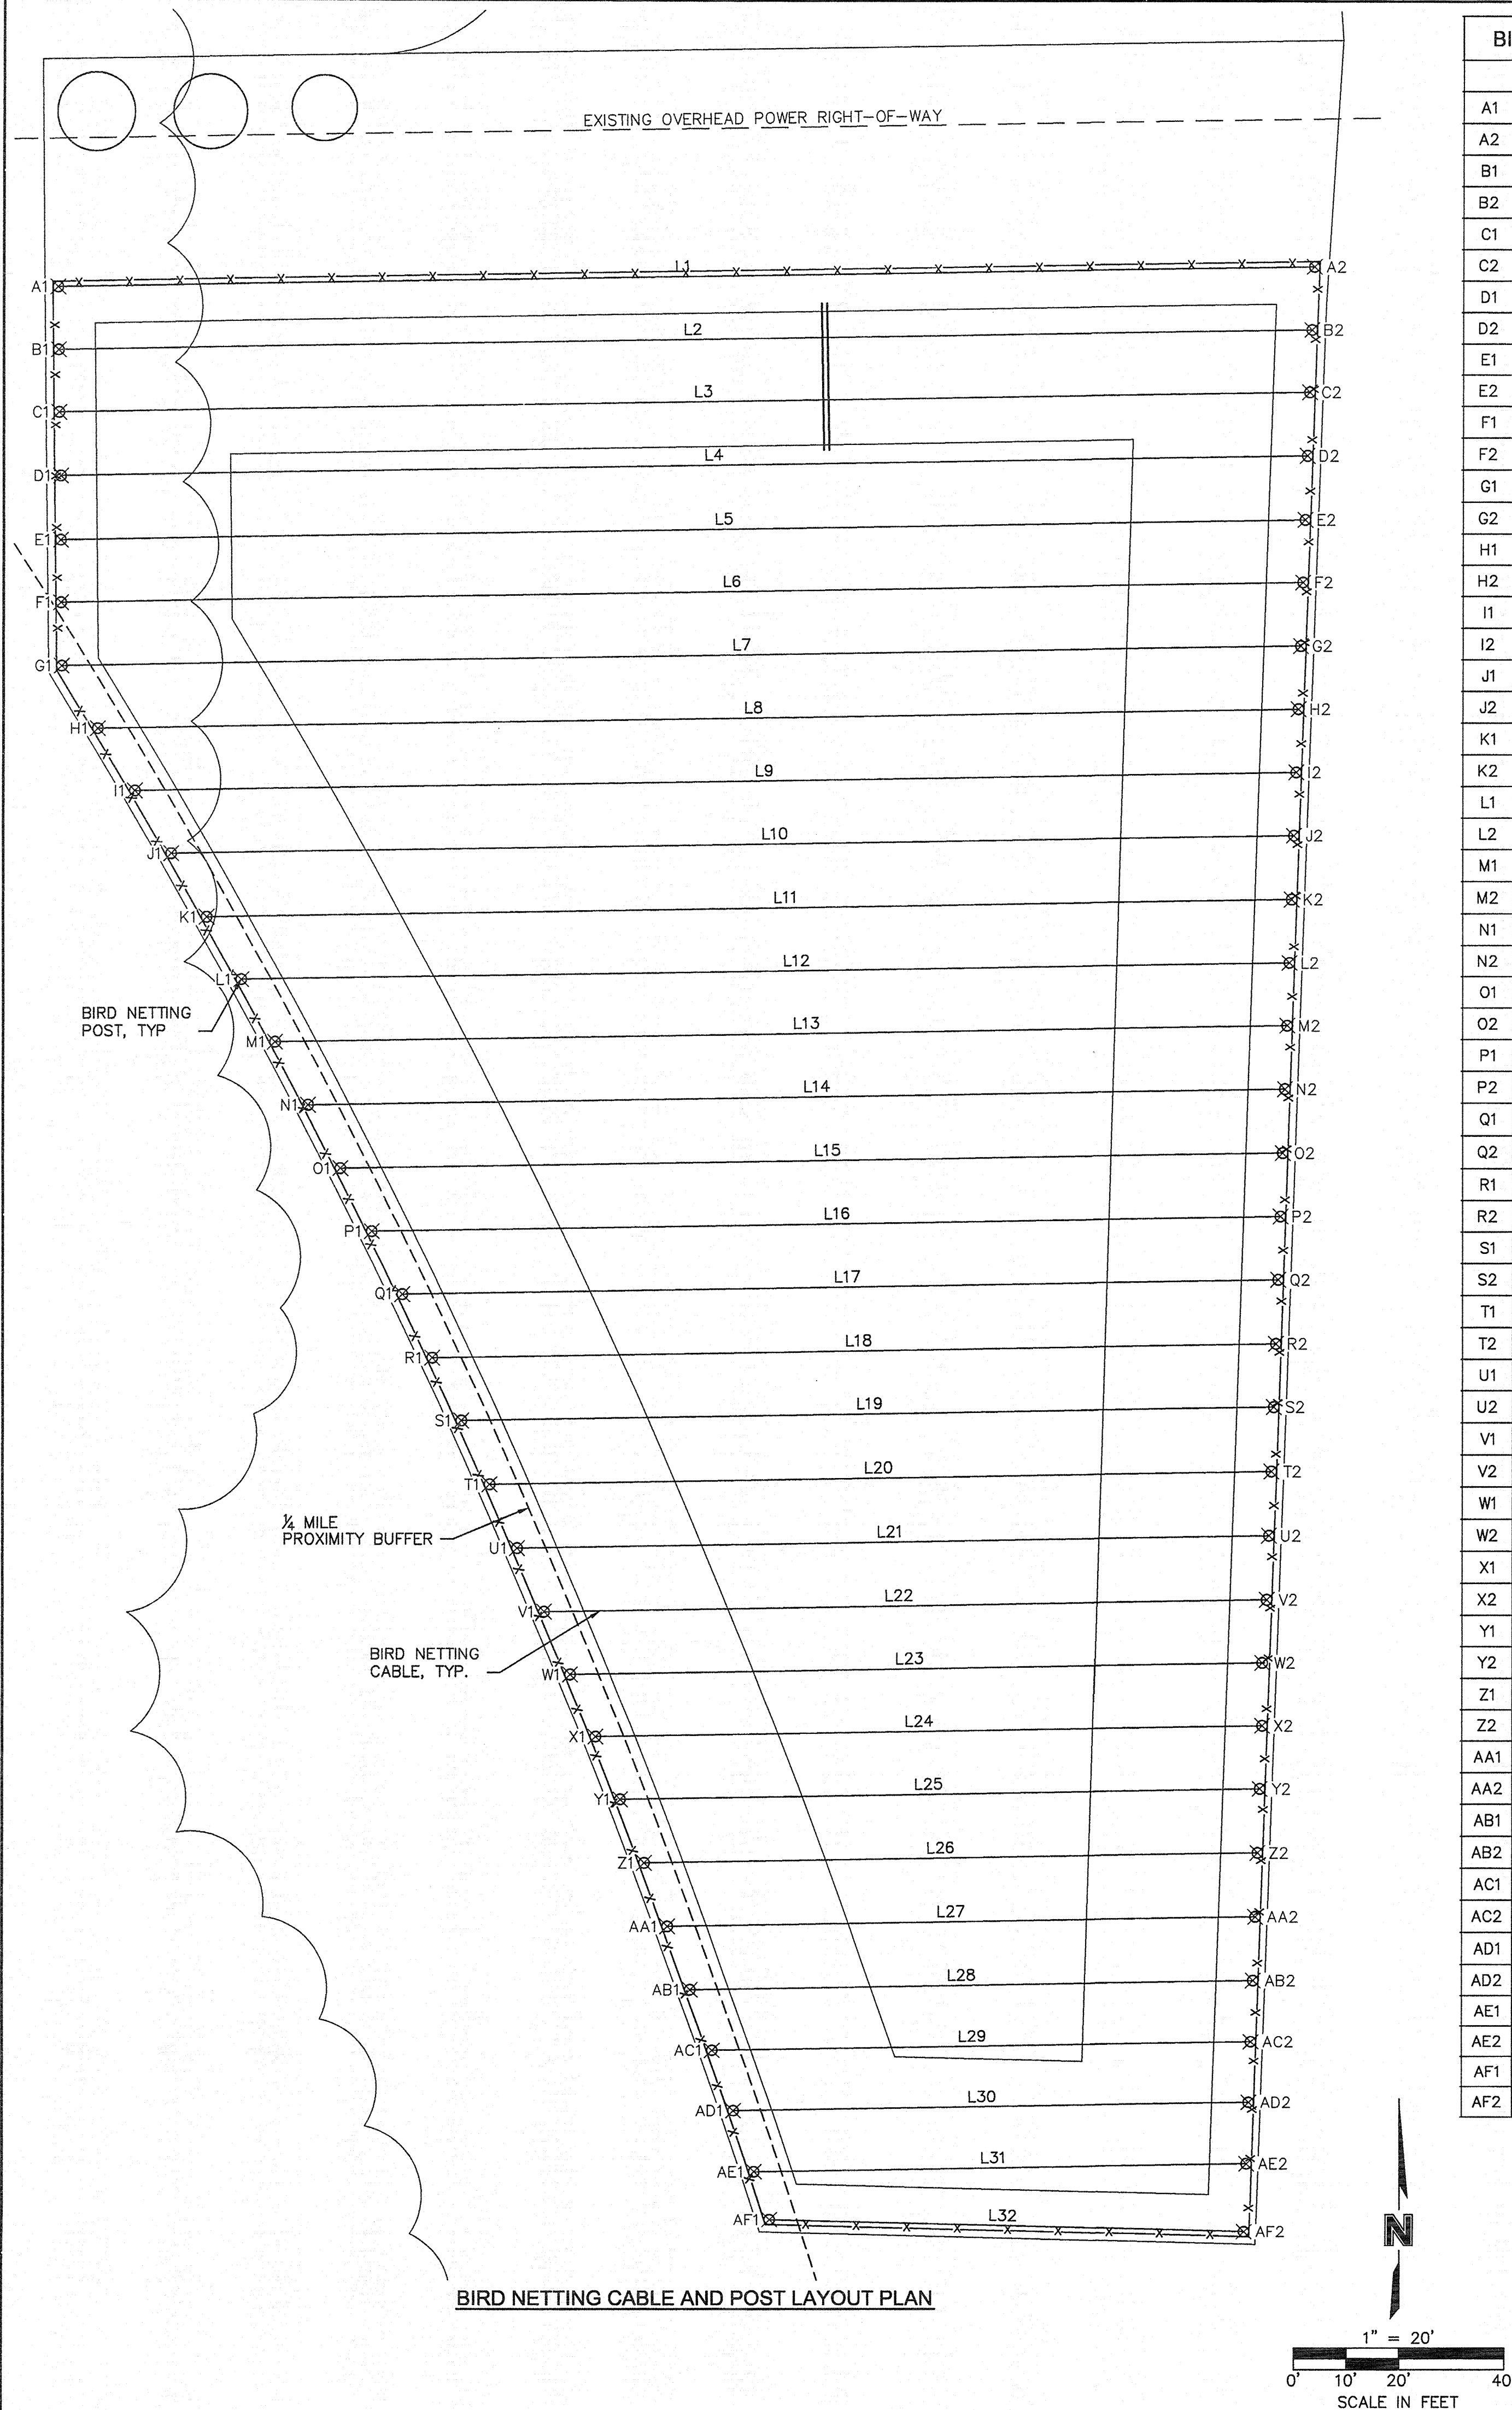 EXISTING OVERHEAD POWER RIGHT-OF-WAY
A1 L1 A2
B1 L2 B2
C1 L3 C2
D1 L4 D2
E1 L5 E2
F1 L6 F2
G1 L7 G2
H1 L8 H2
I1 L9 I2
J1 L10 J2
K1 L11 K2
L1 L12 L2
BIRD NETTING
POST, TYP
M1 L13 M2
N1 L14 N2
O1 L15 O2
P1 L16 P2
Q1 L17 Q2
R1 L18 R2
S1 L19 S2
T1 L20 T2
¼ MILE
PROXIMITY BUFFER
U1 L21 U2
V1 L22 V2
BIRD NETTING
CABLE, TYP.
W1 L23 W2
X1 L24 X2
Y1 L25 Y2
Z1 L26 Z2
AA1 L27 AA2
AB1 L28 AB2
AC1 L29 AC2
AD1 L30 AD2
AE1 L31 AE2
AF1 L32 AF2
BIRD NETTING CABLE AND POST LAYOUT PLAN
BI
A1
A2
B1
B2
C1
C2
D1
D2
E1
E2
F1
F2
G1
G2
H1
H2
I1
I2
J1
J2
K1
K2
L1
L2
M1
M2
N1
N2
O1
O2
P1
P2
Q1
Q2
R1
R2
S1
S2
T1
T2
U1
U2
V1
V2
W1
W2
X1
X2
Y1
Y2
Z1
Z2
AA1
AA2
AB1
AB2
AC1
AC2
AD1
AD2
AE1
AE2
AF1
AF2
N
1" = 20'
0' 10' 20' 40
SCALE IN FEET